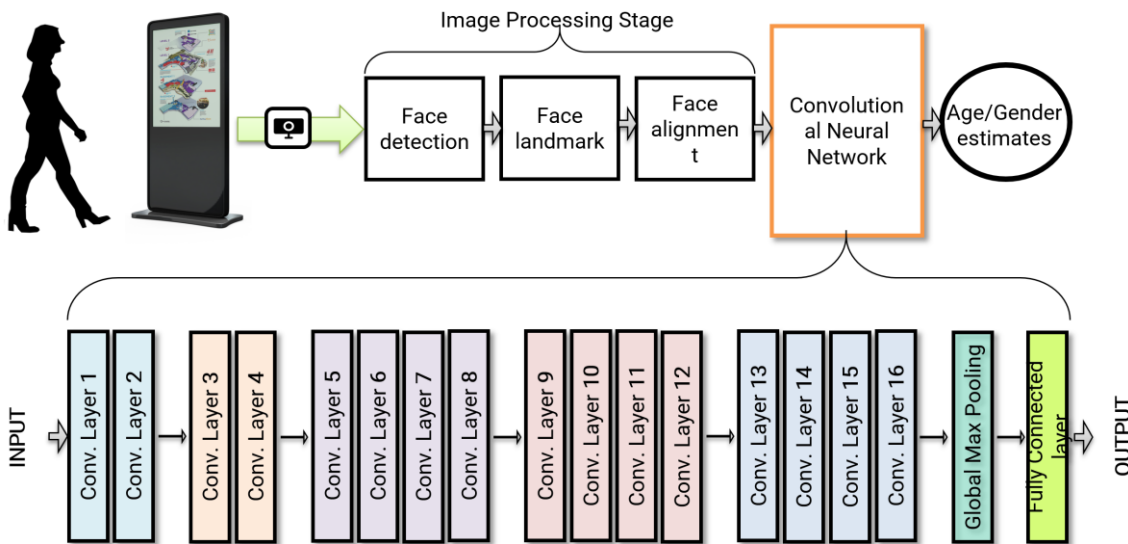 Image Processing Stage
Face
detection
Face
landmark
Face
alignmen
t
Convolution
al Neural
Network
Age/Gender
estimates
INPUT
Conv. Layer 1
Conv. Layer 2
Conv. Layer 3
Conv. Layer 4
Conv. Layer 5
Conv. Layer 6
Conv. Layer 7
Conv. Layer 8
Conv. Layer 9
Conv. Layer 10
Conv. Layer 11
Conv. Layer 12
Conv. Layer 13
Conv. Layer 14
Conv. Layer 15
Conv. Layer 16
Global Max Pooling
Fully Connected
layer
OUTPUT